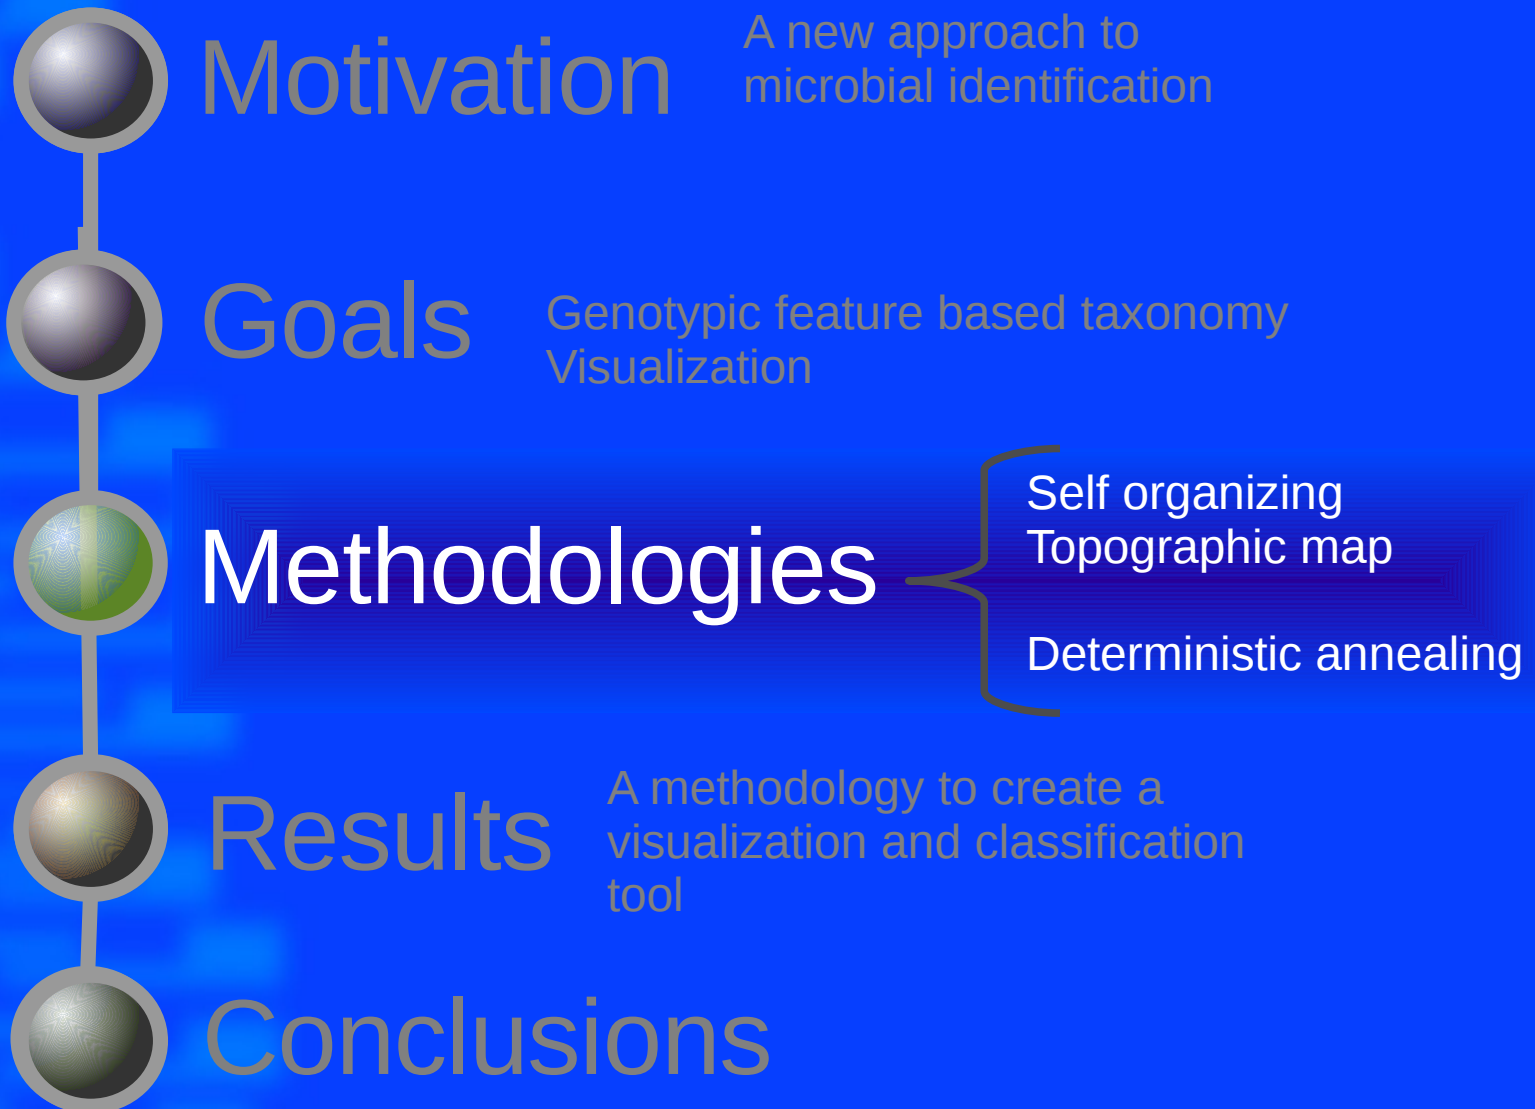 Motivation
A new approach to
microbial identification
Goals
Genotypic feature based taxonomy
Visualization
Methodologies
Self organizing
Topographic map
Deterministic annealing
Results
A methodology to create a
visualization and classification
tool
Conclusions